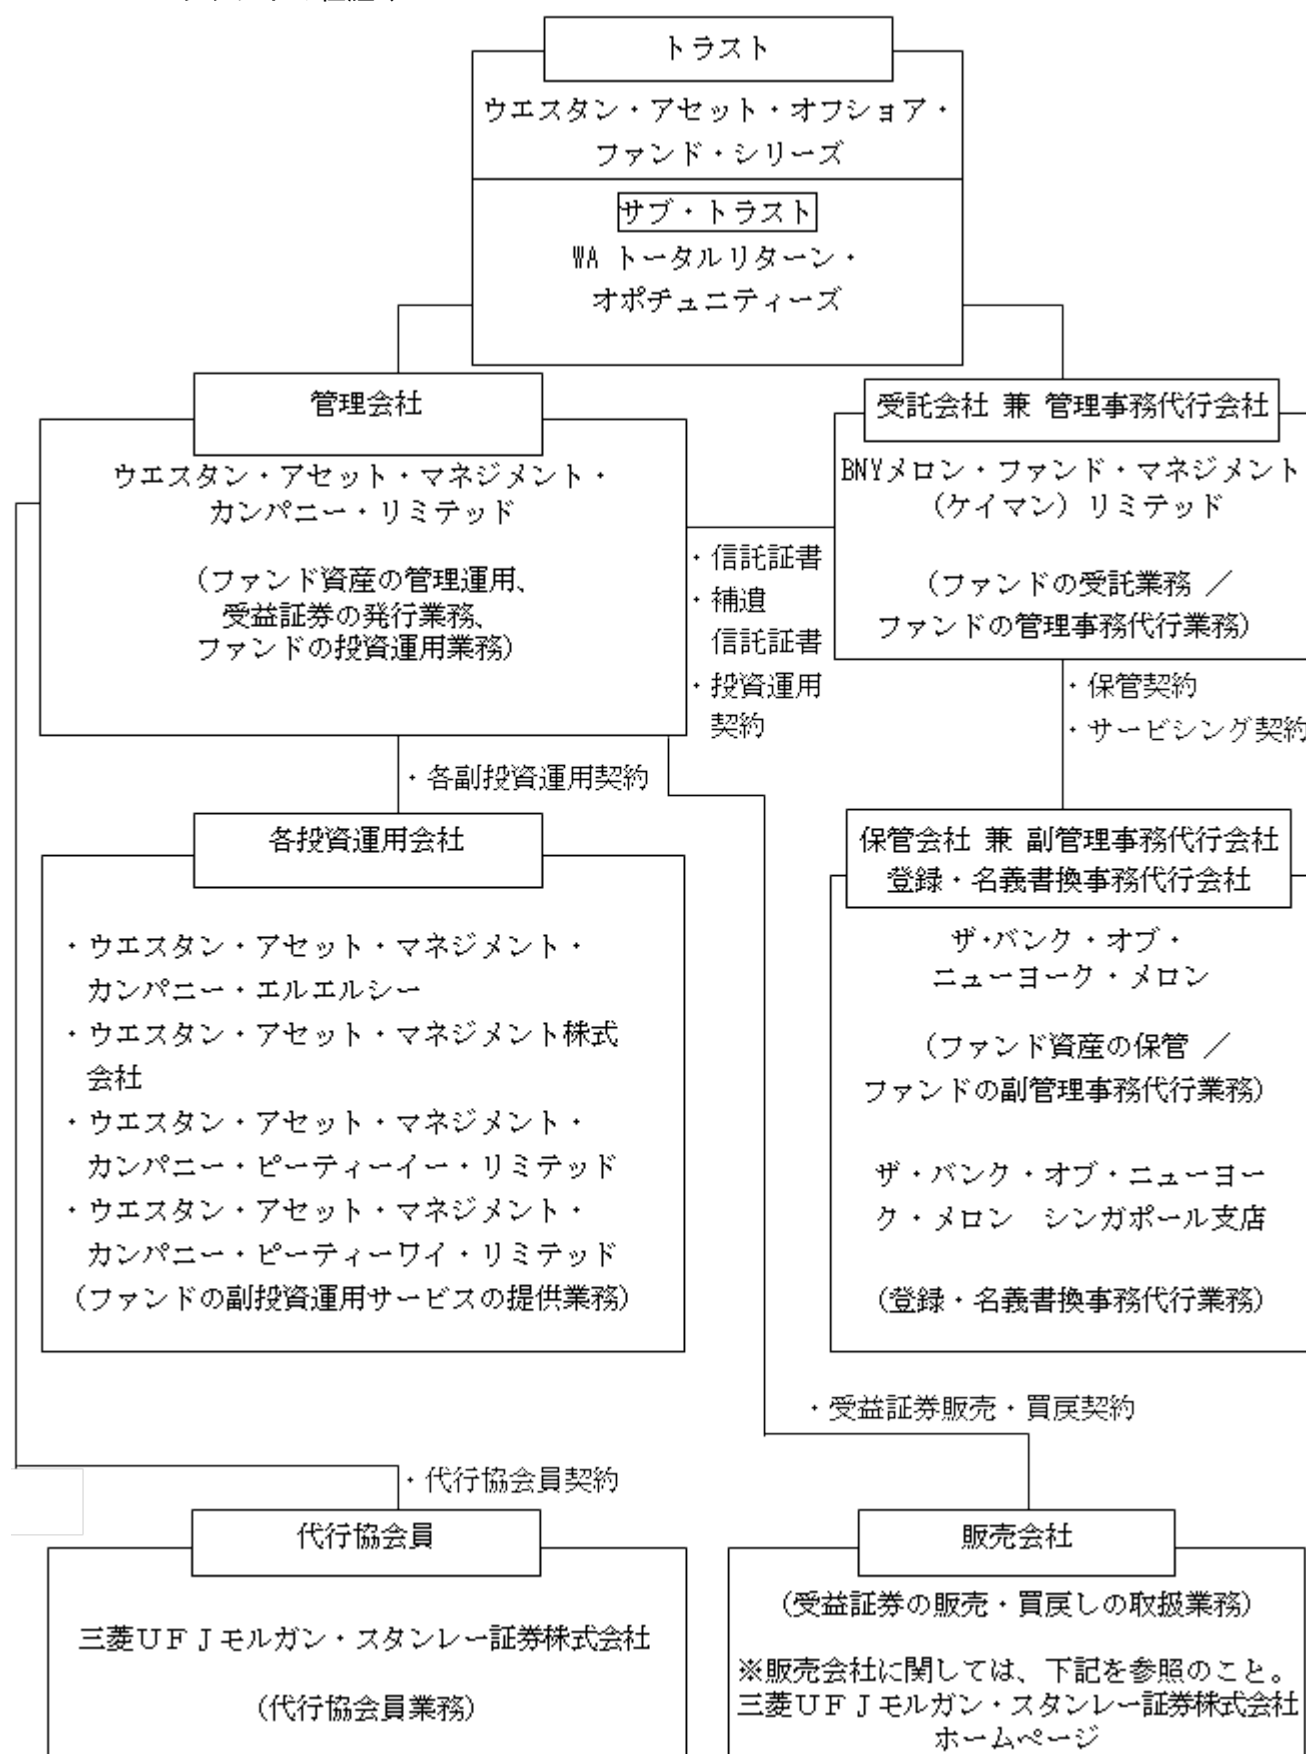 トラスト
ウエスタン・アセット・オフショア・
ファンド・シリーズ
サブ・トラスト
WA トータルリターン・
オポチュニティーズ
管理会社
ウエスタン・アセット・マネジメント・
カンパニー・リミテッド
（ファンド資産の管理運用、
受益証券の発行業務、
ファンドの投資運用業務）
・信託証書
・補遺
信託証書
・投資運用
契約
受託会社 兼 管理事務代行会社
BNYメロン・ファンド・マネジメント
（ケイマン）リミテッド
（ファンドの受託業務 ／
ファンドの管理事務代行業務）
・保管契約
・サービシング契約
・各副投資運用契約
各投資運用会社
・ウエスタン・アセット・マネジメント・
カンパニー・エルエルシー
・ウエスタン・アセット・マネジメント株式
会社
・ウエスタン・アセット・マネジメント・
カンパニー・ピーティーイー・リミテッド
・ウエスタン・アセット・マネジメント・
カンパニー・ピーティーワイ・リミテッド
（ファンドの副投資運用サービスの提供業務）
保管会社 兼 副管理事務代行会社
登録・名義書換事務代行会社
ザ・バンク・オブ・
ニューヨーク・メロン
（ファンド資産の保管 ／
ファンドの副管理事務代行業務）
ザ・バンク・オブ・ニューヨー
ク・メロン　シンガポール支店
（登録・名義書換事務代行業務）
・受益証券販売・買戻契約
・代行協会員契約
代行協会員
三菱ＵＦＪモルガン・スタンレー証券株式会社
（代行協会員業務）
販売会社
（受益証券の販売・買戻しの取扱業務）
※販売会社に関しては、下記を参照のこと。
三菱ＵＦＪモルガン・スタンレー証券株式会社
ホームページ